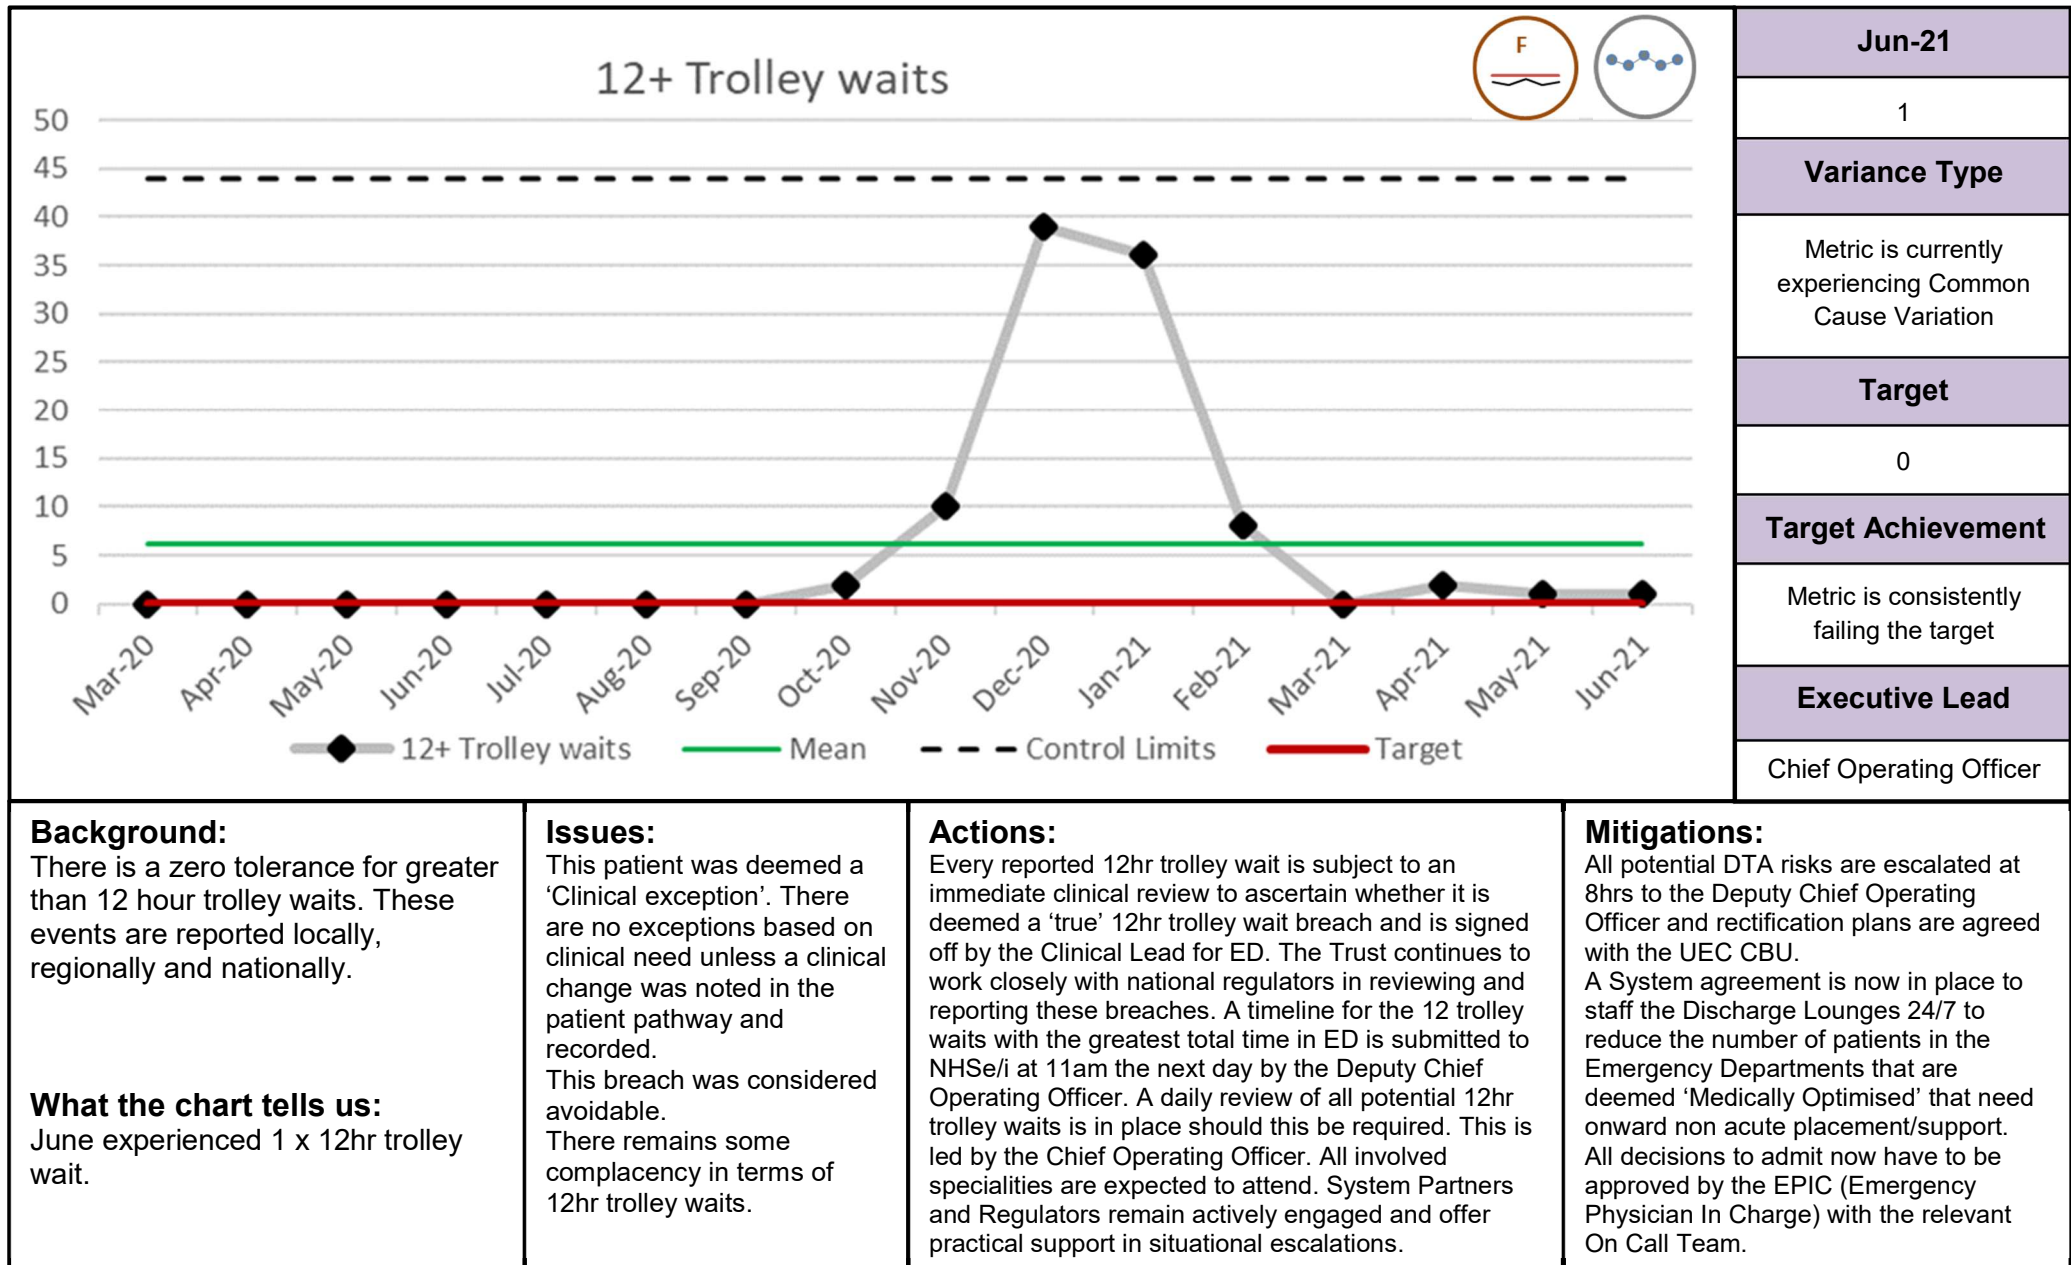 12+ Trolley waits
F
50
45
40
35
30
25
20
15
10
5
0
Mar-20
Apr-20
May-20
Jun-20
Jul-20
Aug-20
Sep-20
Oct-20
Nov-20
Dec-20
Jan-21
Feb-21
Mar-21
Apr-21
May-21
Jun-21
12+ Trolley waits
Mean
Control Limits
Target
Jun-21
1
Variance Type
Metric is currently
experiencing Common
Cause Variation
Target
0
Target Achievement
Metric is consistently
failing the target
Executive Lead
Chief Operating Officer
Background:
There is a zero tolerance for greater
than 12 hour trolley waits. These
events are reported locally,
regionally and nationally.
What the chart tells us:
June experienced 1 x 12hr trolley
wait.
Issues:
This patient was deemed a
‘Clinical exception’. There
are no exceptions based on
clinical need unless a clinical
change was noted in the
patient pathway and
recorded.
This breach was considered
avoidable.
There remains some
complacency in terms of
12hr trolley waits.
Actions:
Every reported 12hr trolley wait is subject to an
immediate clinical review to ascertain whether it is
deemed a ‘true’ 12hr trolley wait breach and is signed
off by the Clinical Lead for ED. The Trust continues to
work closely with national regulators in reviewing and
reporting these breaches. A timeline for the 12 trolley
waits with the greatest total time in ED is submitted to
NHSe/i at 11am the next day by the Deputy Chief
Operating Officer. A daily review of all potential 12hr
trolley waits is in place should this be required. This is
led by the Chief Operating Officer. All involved
specialities are expected to attend. System Partners
and Regulators remain actively engaged and offer
practical support in situational escalations.
Mitigations:
All potential DTA risks are escalated at
8hrs to the Deputy Chief Operating
Officer and rectification plans are agreed
with the UEC CBU.
A System agreement is now in place to
staff the Discharge Lounges 24/7 to
reduce the number of patients in the
Emergency Departments that are
deemed ‘Medically Optimised’ that need
onward non acute placement/support.
All decisions to admit now have to be
approved by the EPIC (Emergency
Physician In Charge) with the relevant
On Call Team.